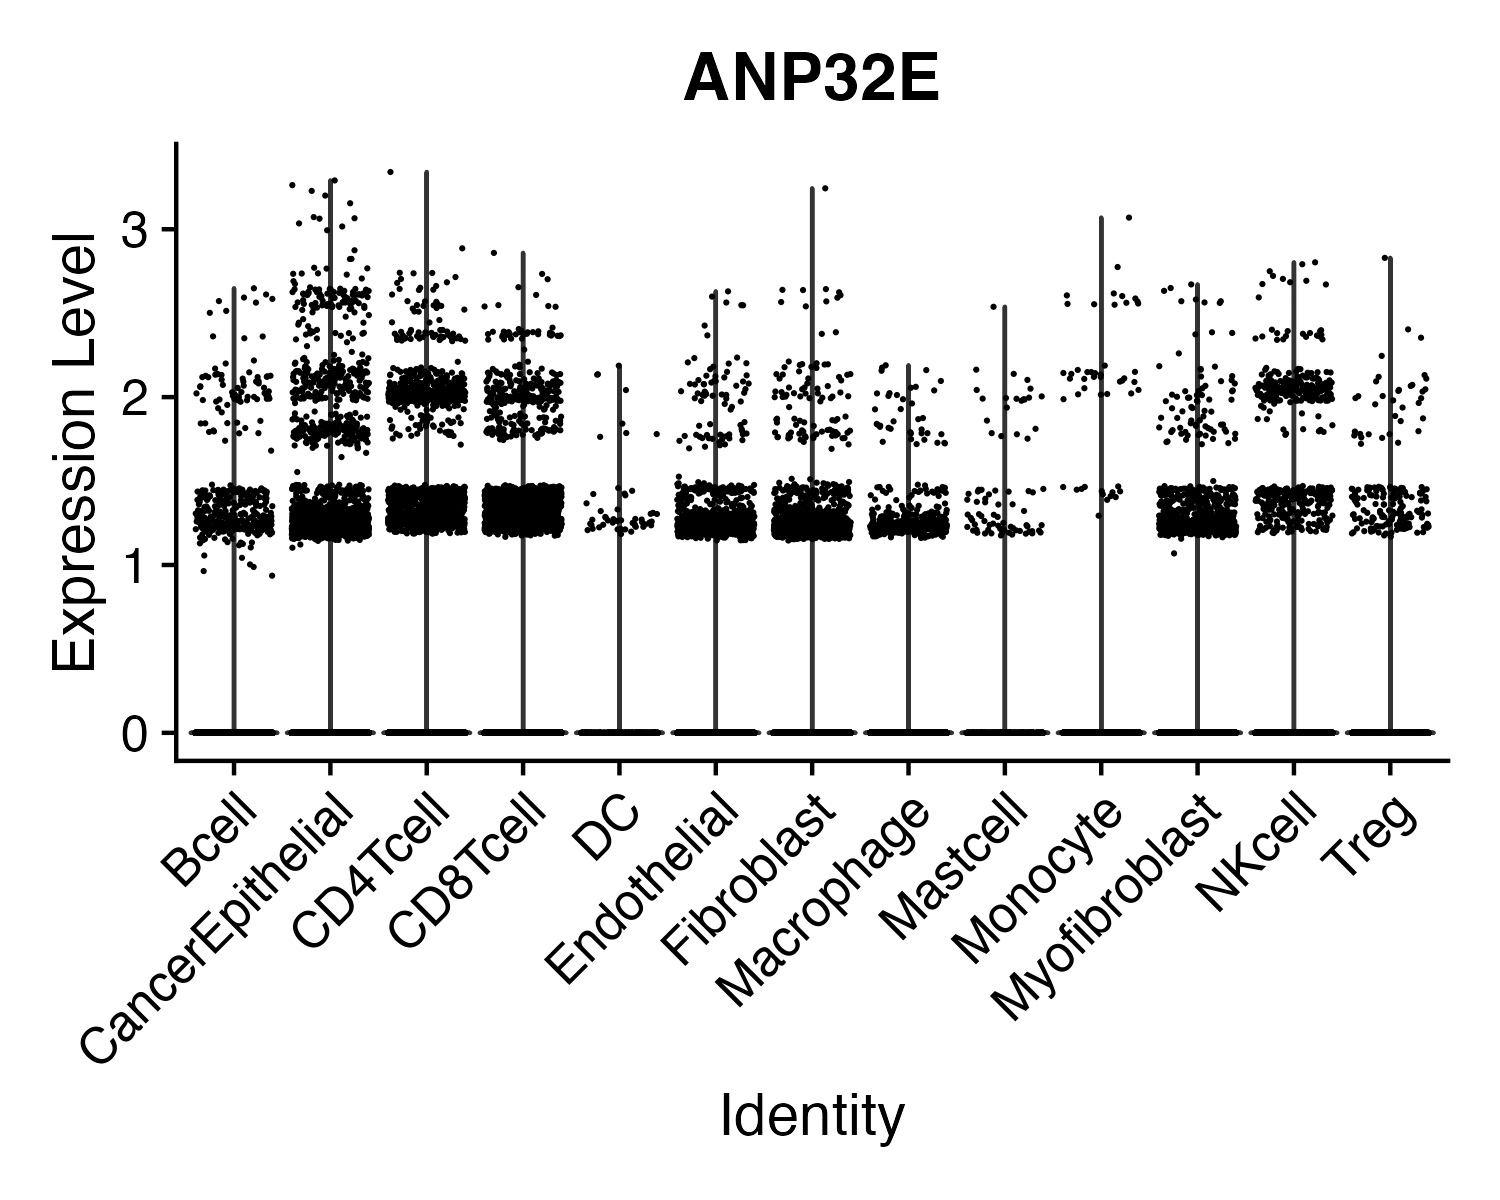 ANP32E
Expression Level
3
2
1
0
Bcell
CancerEpithelial
CD4Tcell
CD8Tcell
DC
Endothelial
Fibroblast
Macrophage
Mastcell
Monocyte
Myofibroblast
NKcell
Treg
Identity